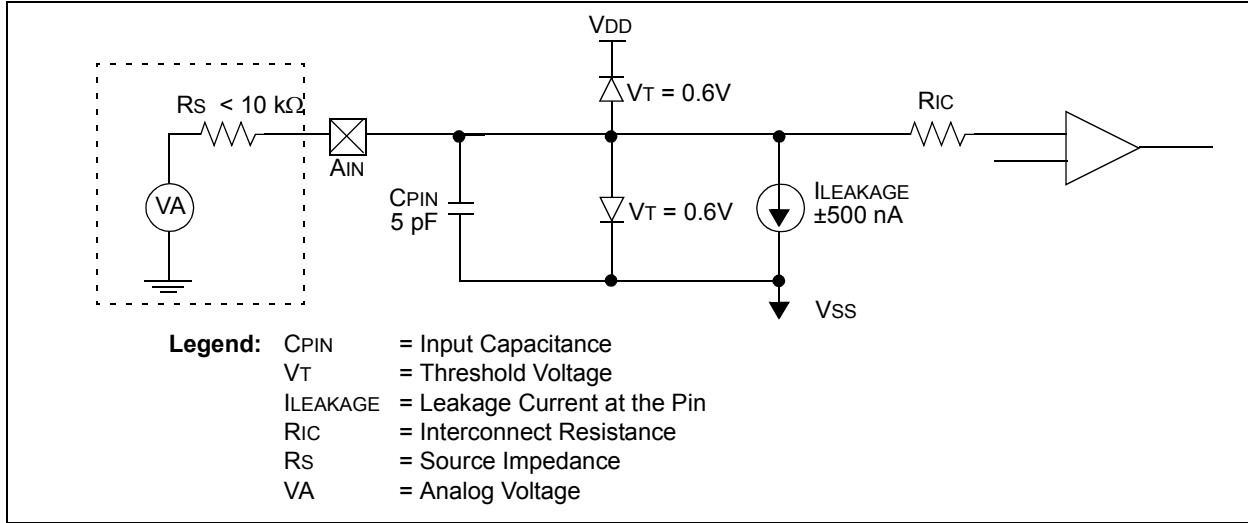 VDD
RS < 10 kΩ
VT = 0.6V
RIC
AIN
VA
CPIN
5 pF
VT = 0.6V
ILEAKAGE
±500 nA
VSS
Legend: CPIN = Input Capacitance
VT = Threshold Voltage
ILEAKAGE = Leakage Current at the Pin
RIC = Interconnect Resistance
RS = Source Impedance
VA = Analog Voltage